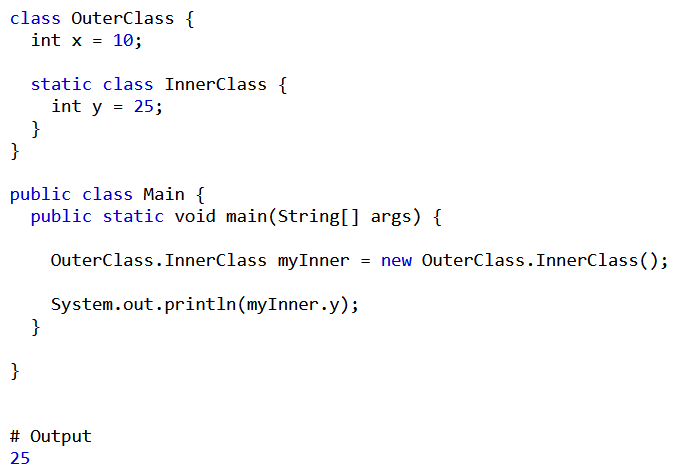 class OuterClass {
  int x = 10;

  static class InnerClass {
    int y = 25;
  }
}

public class Main {
  public static void main(String[] args) {

    OuterClass.InnerClass myInner = new OuterClass.InnerClass();

    System.out.println(myInner.y);
  }

}


# Output
25